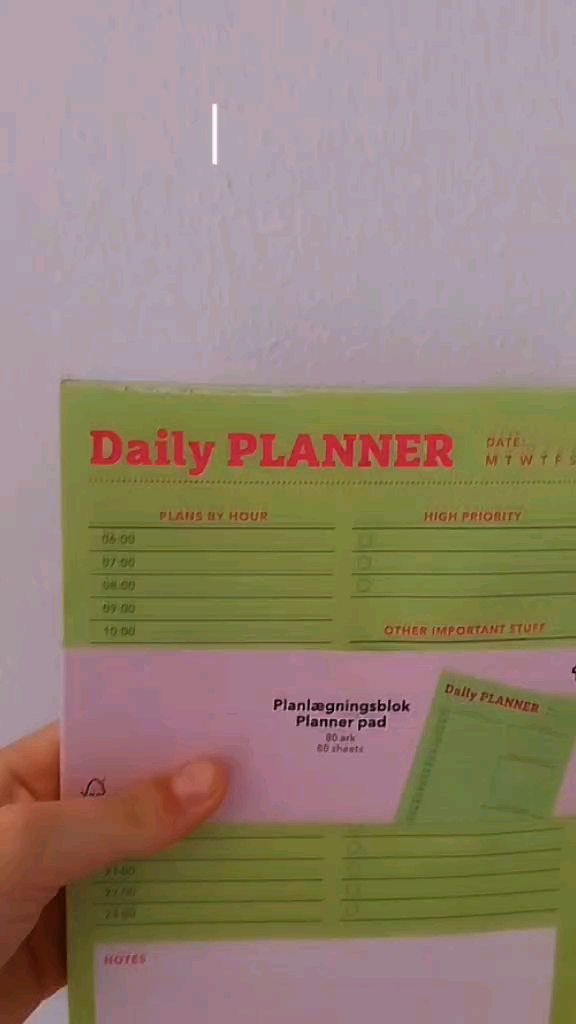 Daily PLANNER
DATE:
M T W T F S
PLANS BY HOUR
HIGH PRIORITY
06:00
07:00
08:00
09:00
10:00
OTHER IMPORTANT STUFF
Planlægningsblok
Planner pad
80 ark
80 sheets
Daily PLANNER
21:00
22:00
23:00
NOTES